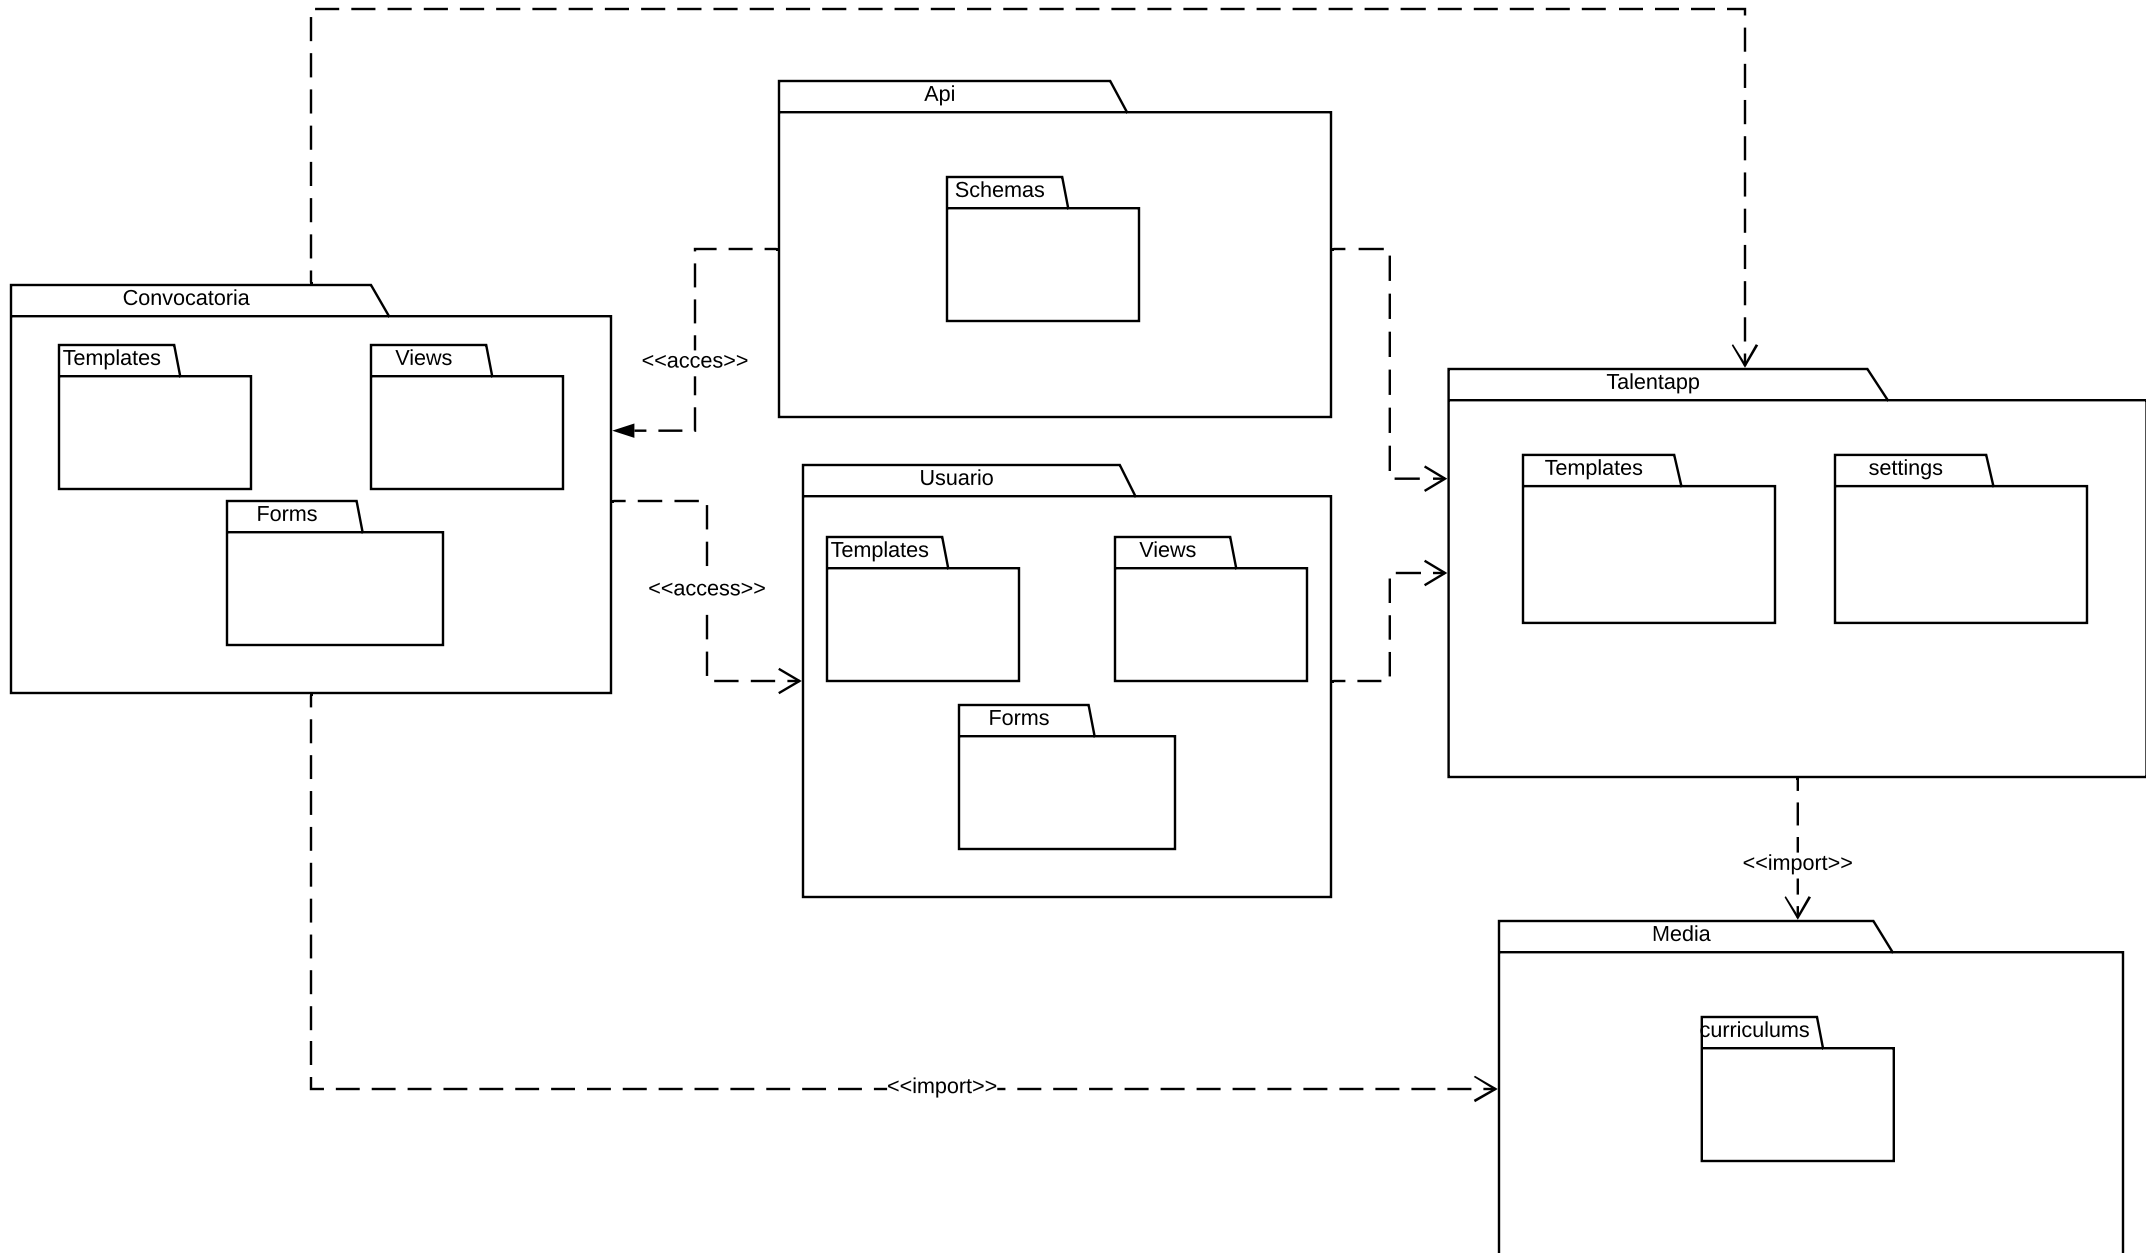 Api
Schemas
Convocatoria
Templates
Views
Forms
<<acces>>
<<access>>
Usuario
Templates
Views
Forms
Talentapp
Templates
settings
<<import>>
Media
curriculums
<<import>>